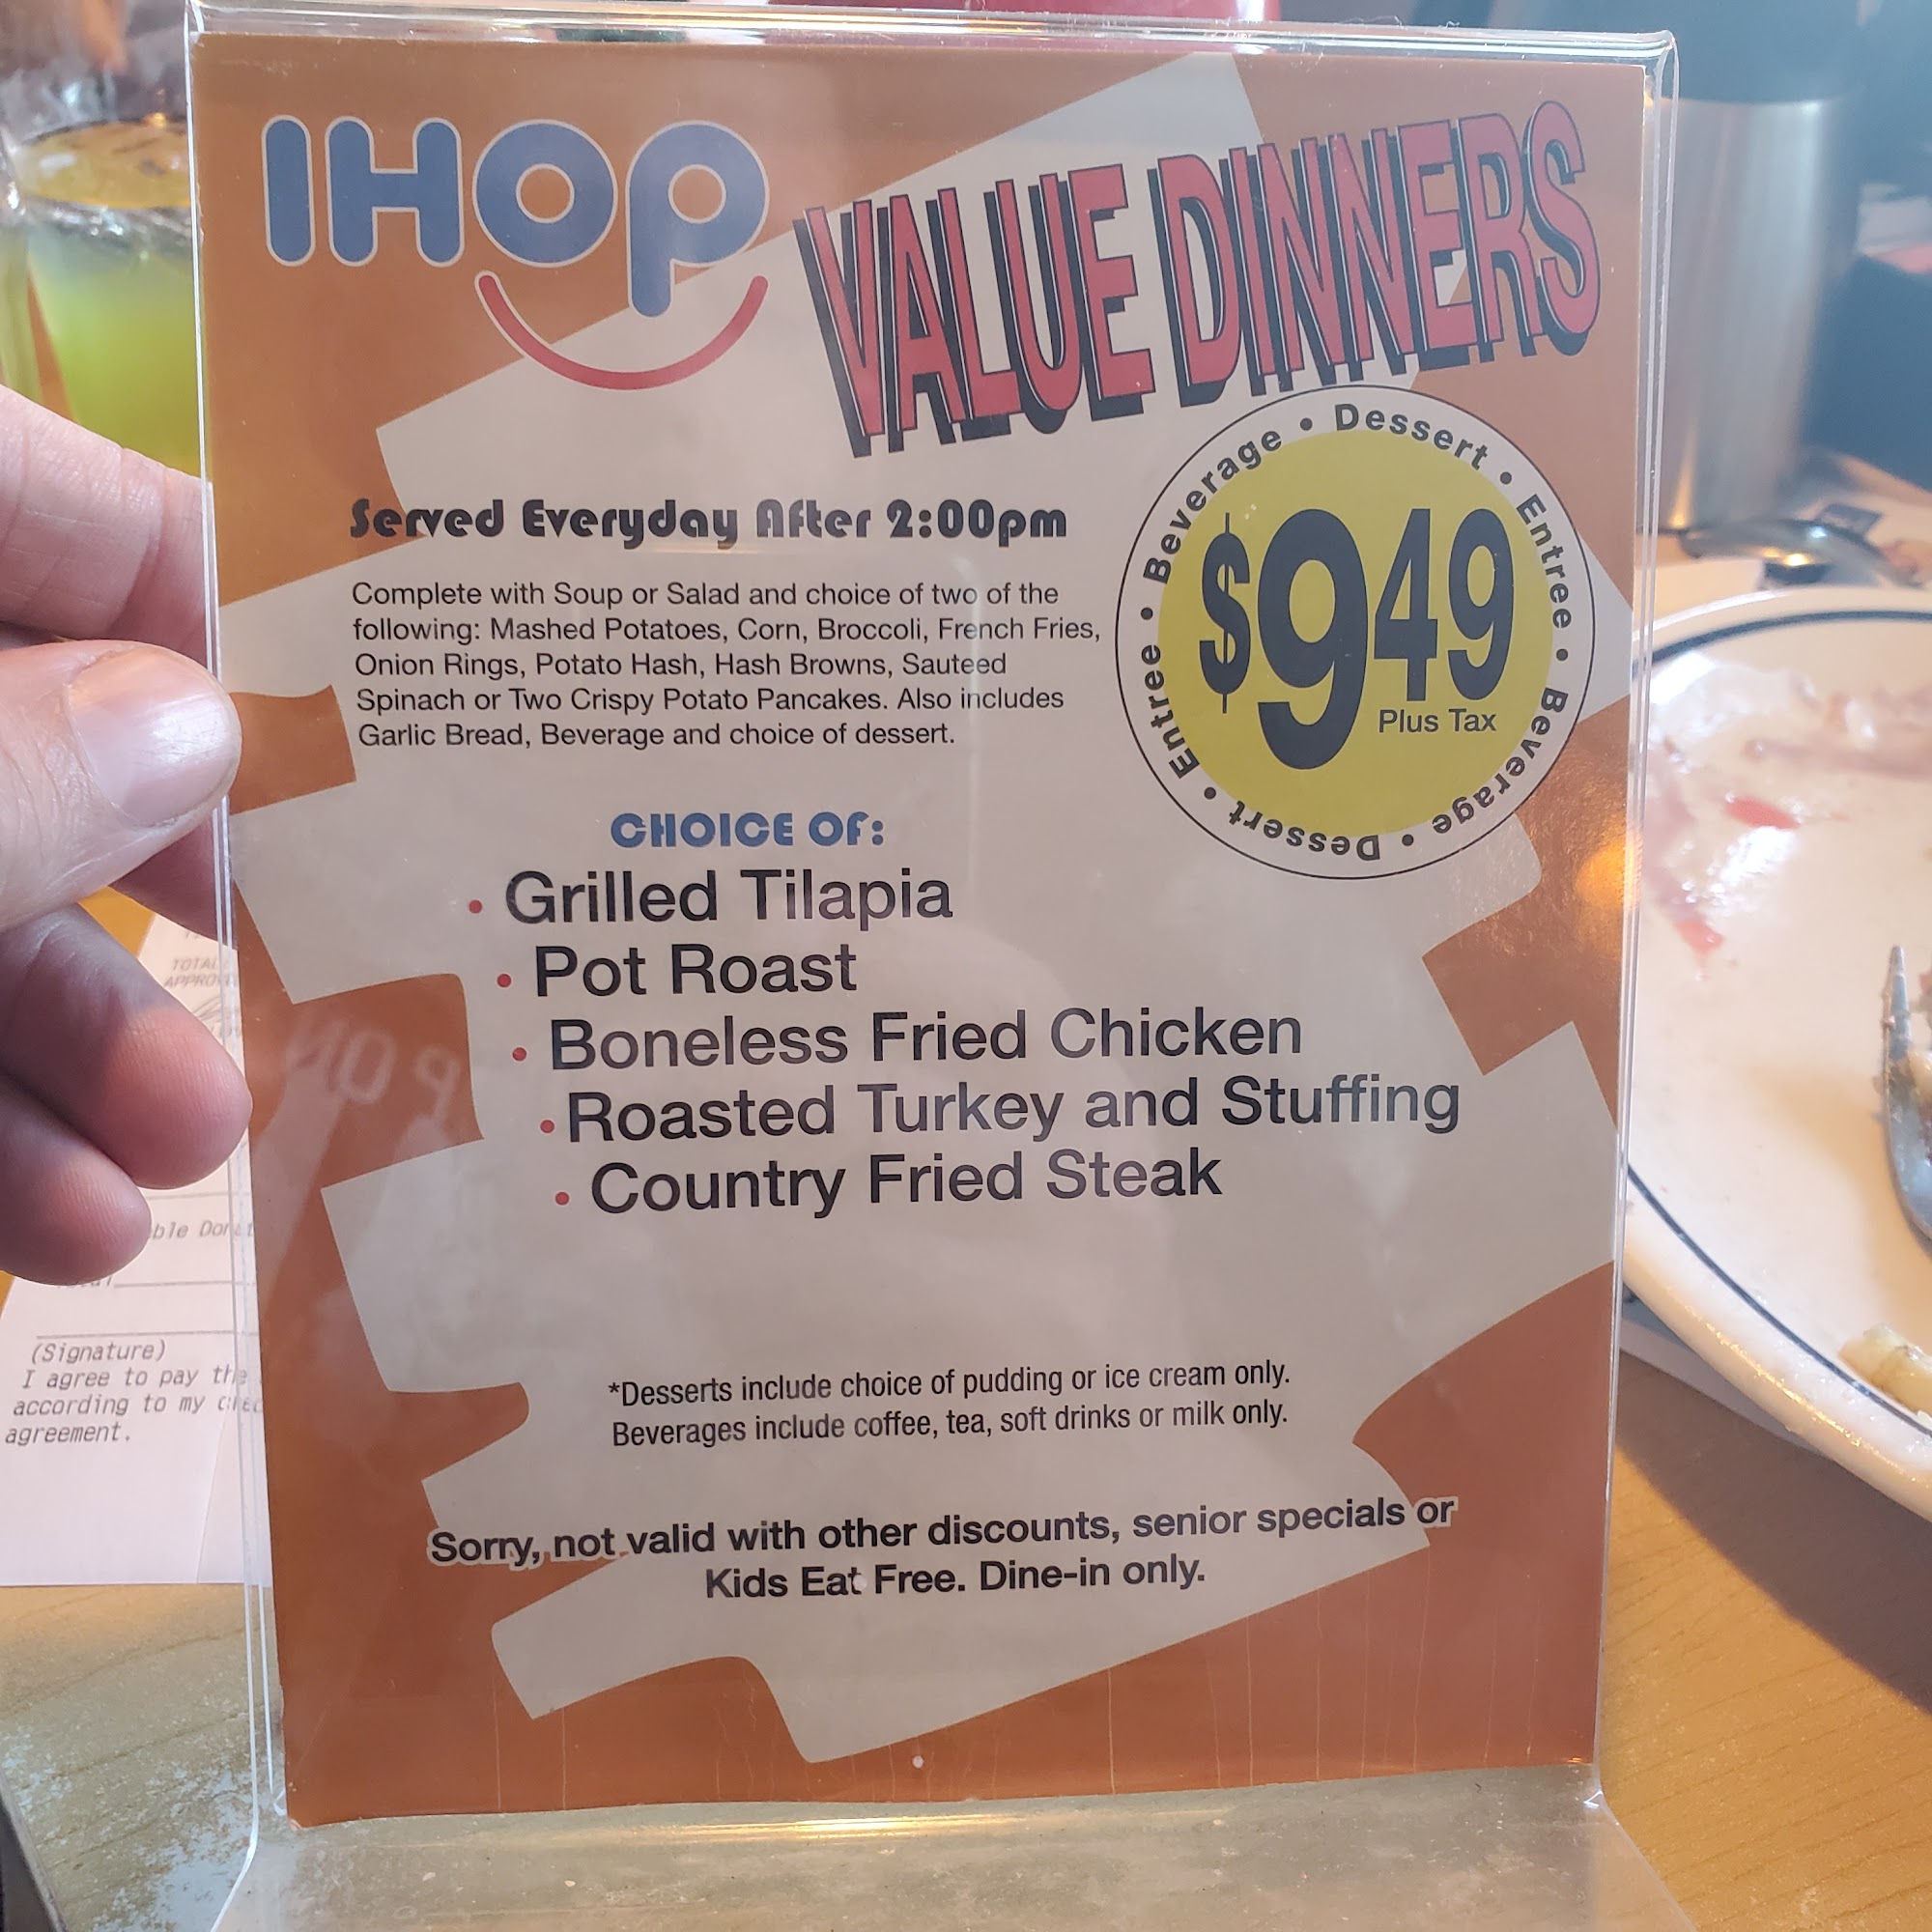 IHOP
VALUE DINNERS
Served Everyday After 2:00pm
Complete with Soup or Salad and choice of two of the
following: Mashed Potatoes, Corn, Broccoli, French Fries,
Onion Rings, Potato Hash, Hash Browns, Sauteed
Spinach or Two Crispy Potato Pancakes. Also includes
Garlic Bread, Beverage and choice of dessert.
Entree • Beverage • Dessert • Entree • Beverage • Dessert •
$9 49
Plus Tax
CHOICE OF:
• Grilled Tilapia
• Pot Roast
• Boneless Fried Chicken
• Roasted Turkey and Stuffing
• Country Fried Steak
*Desserts include choice of pudding or ice cream only.
Beverages include coffee, tea, soft drinks or milk only.
Sorry, not valid with other discounts, senior specials or
Kids Eat Free. Dine-in only.
TOTAL
(Signature)
I agree to pay the
according to my
agreement.